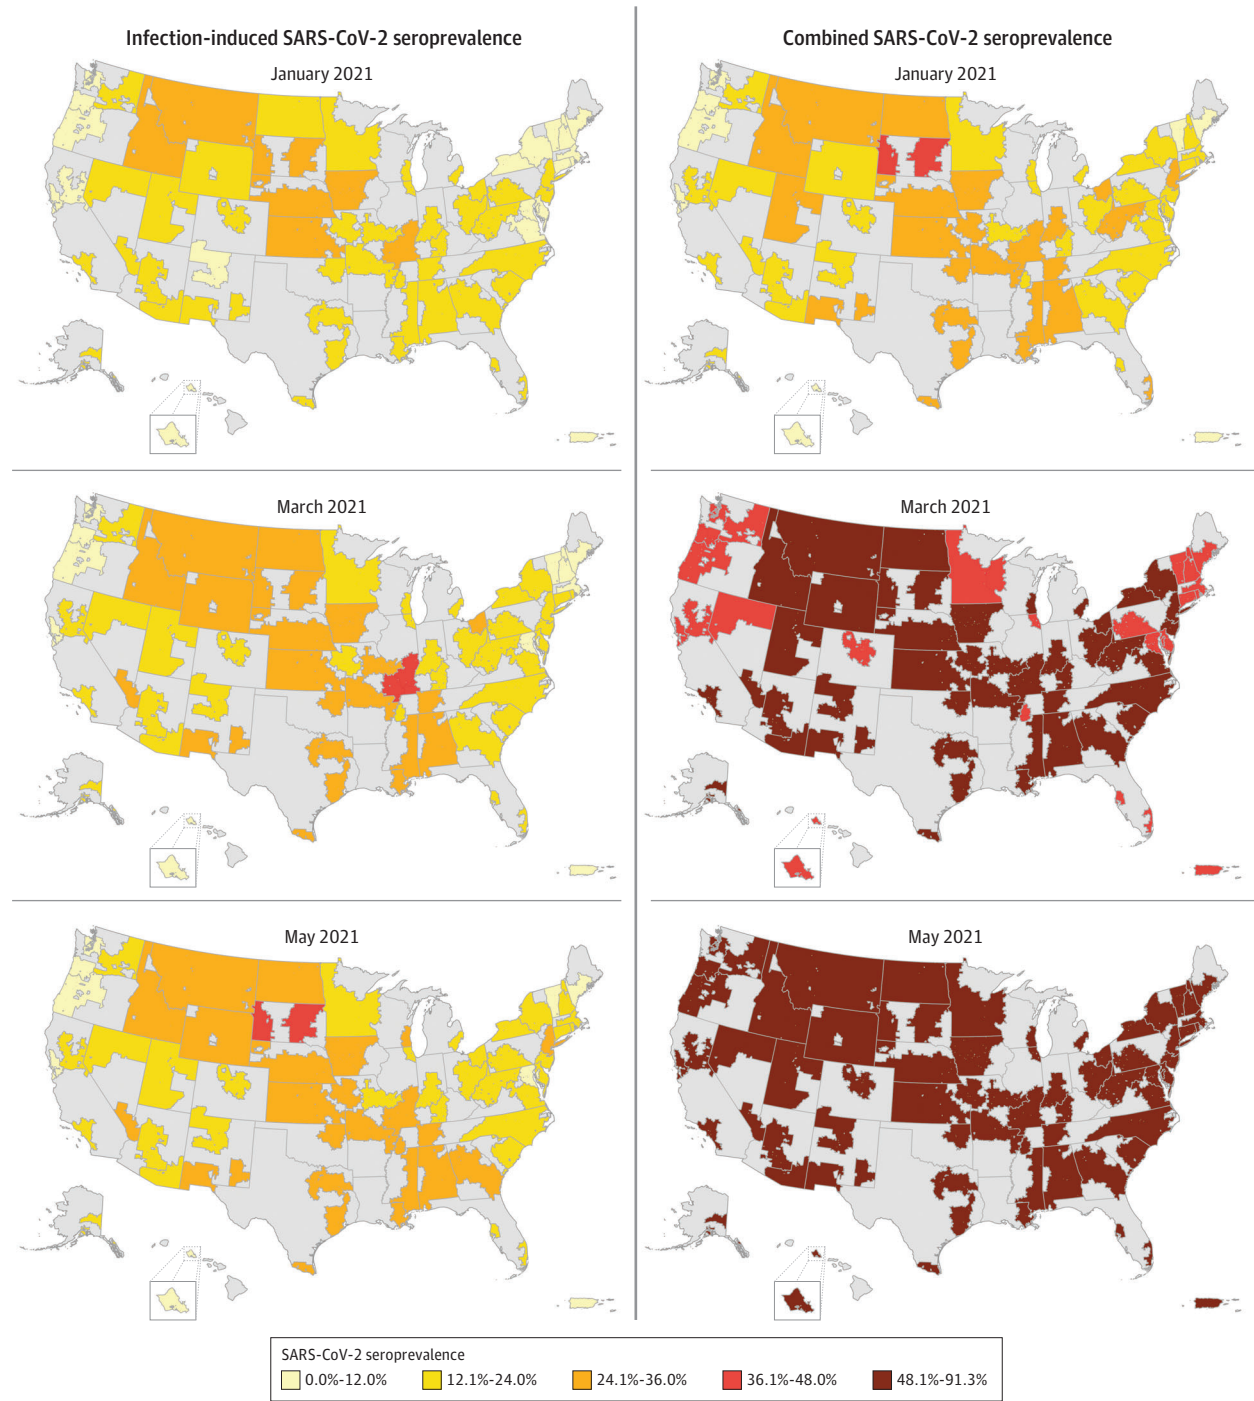 Infection-induced SARS-CoV-2 seroprevalence
January 2021
March 2021
May 2021
Combined SARS-CoV-2 seroprevalence
January 2021
March 2021
May 2021
SARS-CoV-2 seroprevalence
0.0%-12.0% 12.1%-24.0% 24.1%-36.0% 36.1%-48.0% 48.1%-91.3%